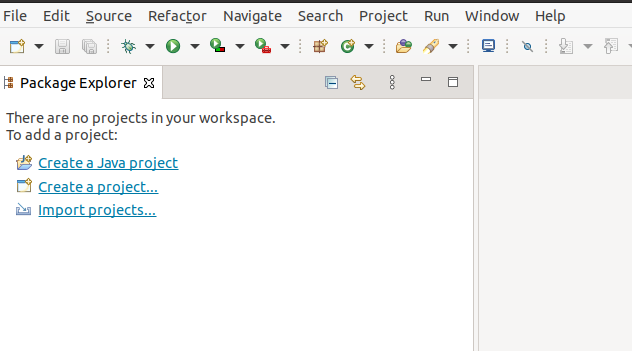 File Edit Source Refactor Navigate Search Project Run Window Help
Package Explorer
There are no projects in your workspace.
To add a project:
Create a Java project
Create a project...
Import projects...